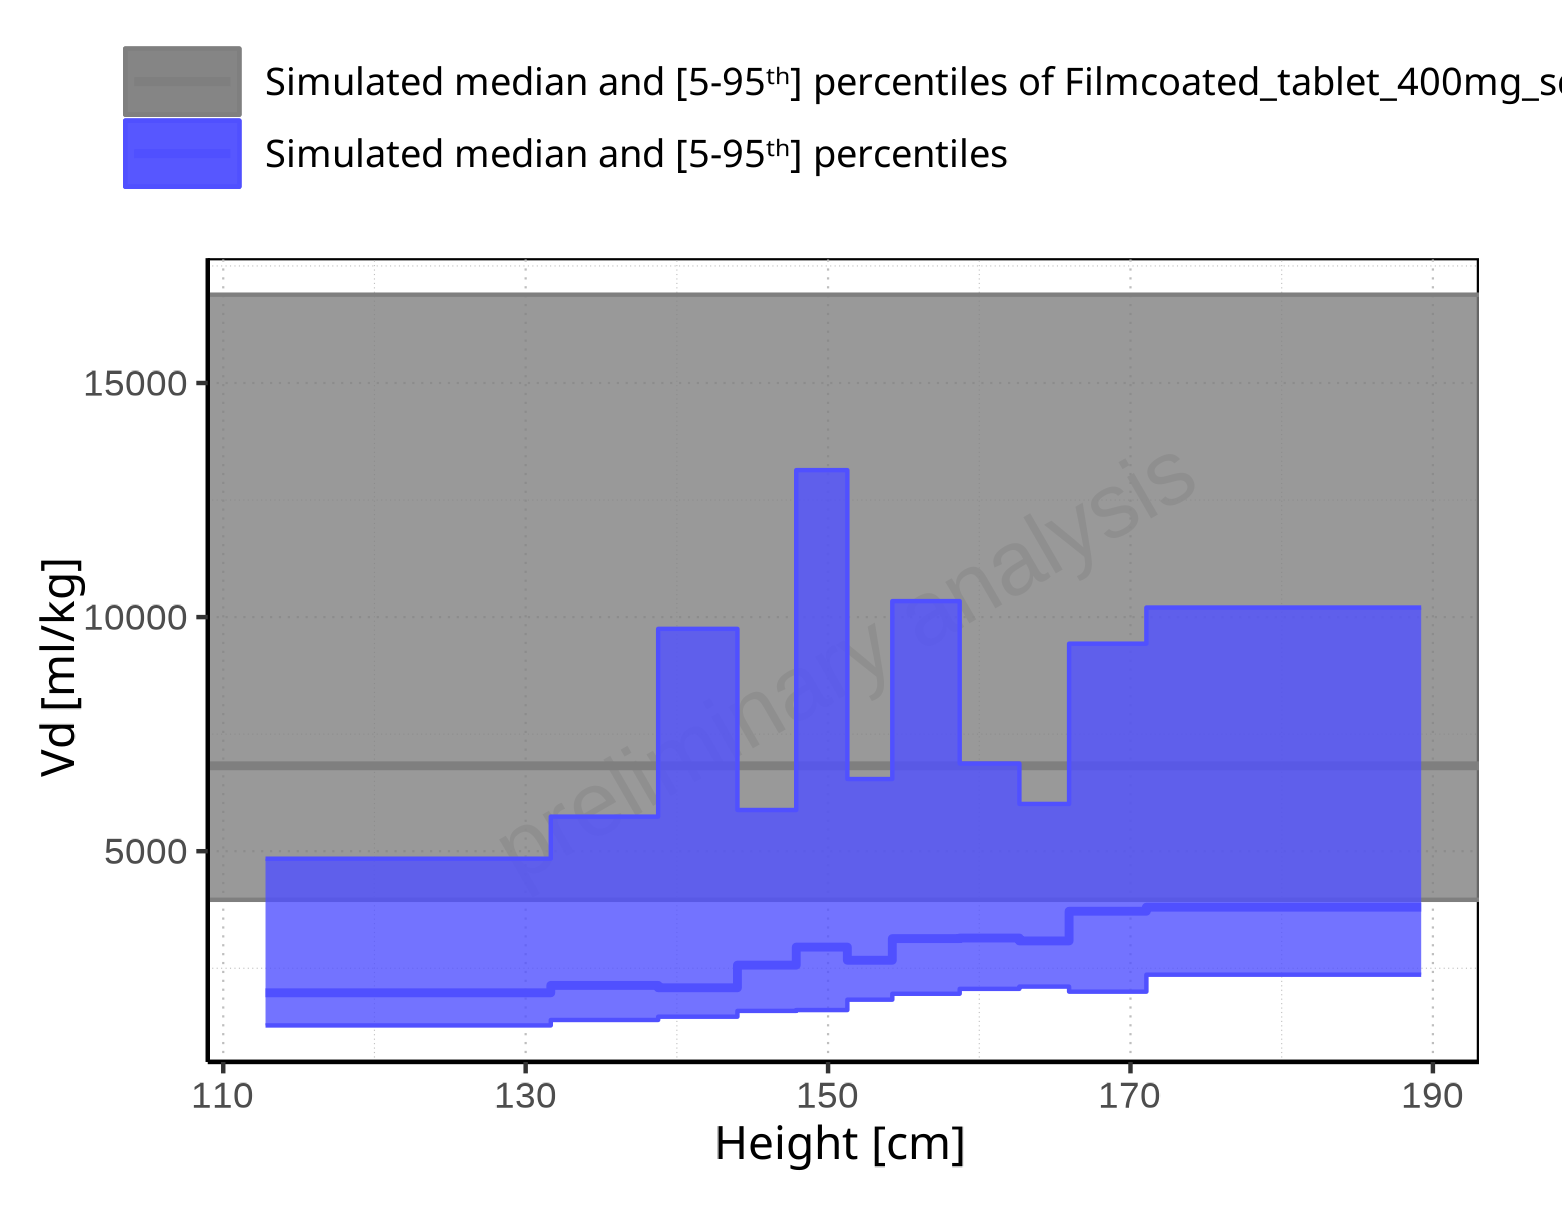 Simulated median and [5-95ᵗʰ] percentiles of Filmcoated_tablet_400mg_
Simulated median and [5-95ᵗʰ] percentiles
15000
10000
5000
Vd [ml/kg]
preliminary analysis
110 130 150 170 190
Height [cm]